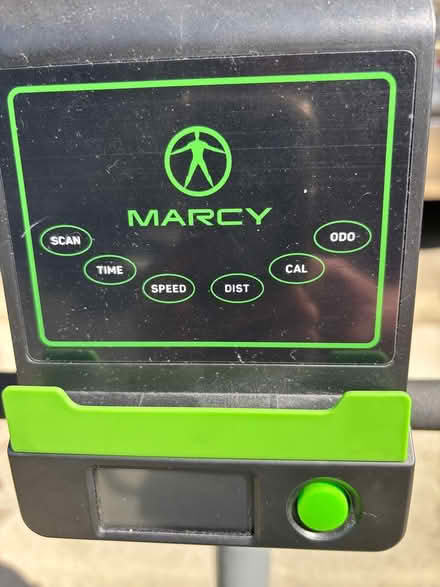 MARCY
SCAN
TIME
SPEED
DIST
CAL
ODO